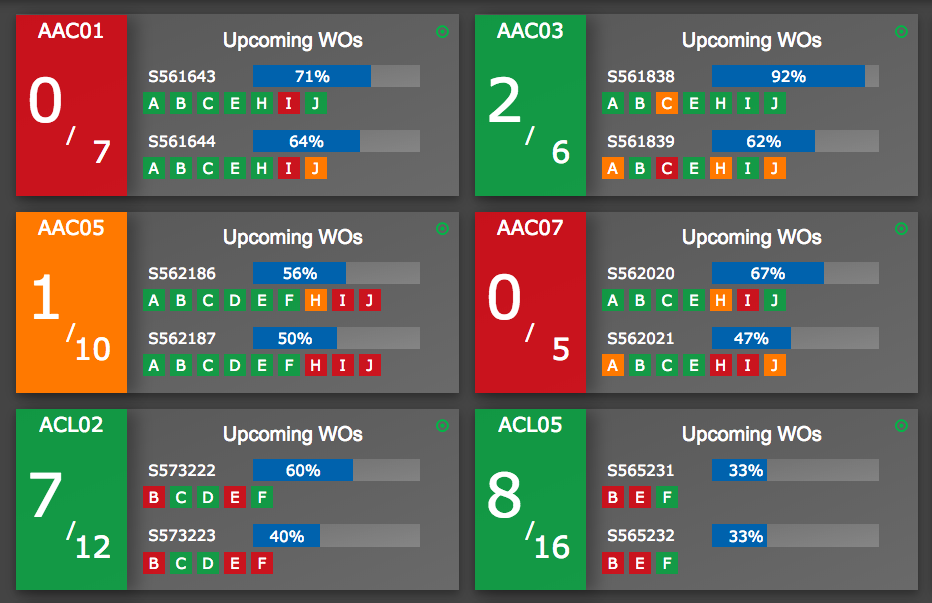 AAC01
0 / 7
Upcoming WOs
S561643 71%
A B C E H I J
S561644 64%
A B C E H I J
AAC03
2 / 6
Upcoming WOs
S561838 92%
A B C E H I J
S561839 62%
A B C E H I J
AAC05
1 / 10
Upcoming WOs
S562186 56%
A B C D E F H I J
S562187 50%
A B C D E F H I J
AAC07
0 / 5
Upcoming WOs
S562020 67%
A B C E H I J
S562021 47%
A B C E H I J
ACL02
7 / 12
Upcoming WOs
S573222 60%
B C D E F
S573223 40%
B C D E F
ACL05
8 / 16
Upcoming WOs
S565231 33%
B E F
S565232 33%
B E F